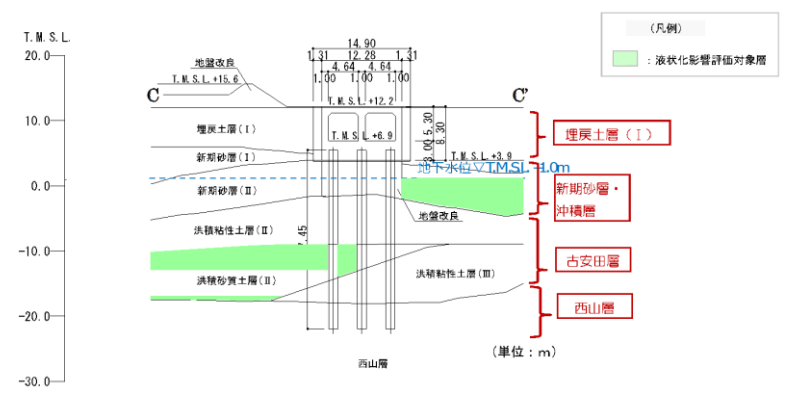 (凡例)
：液状化影響評価対象層
T.M.S.L.
20.0
10.0
0.0
-10.0
-20.0
-30.0
14.90
1.31 12.28 1.31
4.64 4.64
1.00 1.00 1.00
地盤改良
T.M.S.L.+15.6
C C'
T.M.S.L.+12.2
5.30
8.30
3.00
埋戻土層(Ⅰ)
T.M.S.L.+6.9
T.M.S.L.+3.9
埋戻土層(Ⅰ)
新期砂層(Ⅰ)
地下水位▽T.M.S.L. -1.0m
新期砂層(Ⅱ)
新期砂層・
沖積層
地盤改良
洪積粘性土層(Ⅱ)
.45
古安田層
洪積砂質土層(Ⅱ)
洪積粘性土層(Ⅲ)
西山層
(単位：m)
西山層